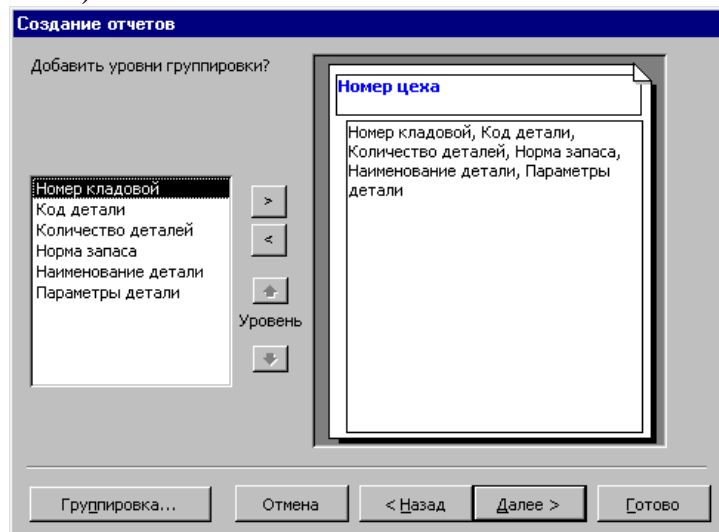 )
Создание отчетов
Добавить уровни группировки?
Номер кладовой
Код детали
Количество деталей
Норма запаса
Наименование детали
Параметры детали
>
<
Уровень
Номер цеха
Номер кладовой, Код детали,
Количество деталей, Норма запаса,
Наименование детали, Параметры
детали
Группировка...
Отмена
< Назад
Далее >
Готово